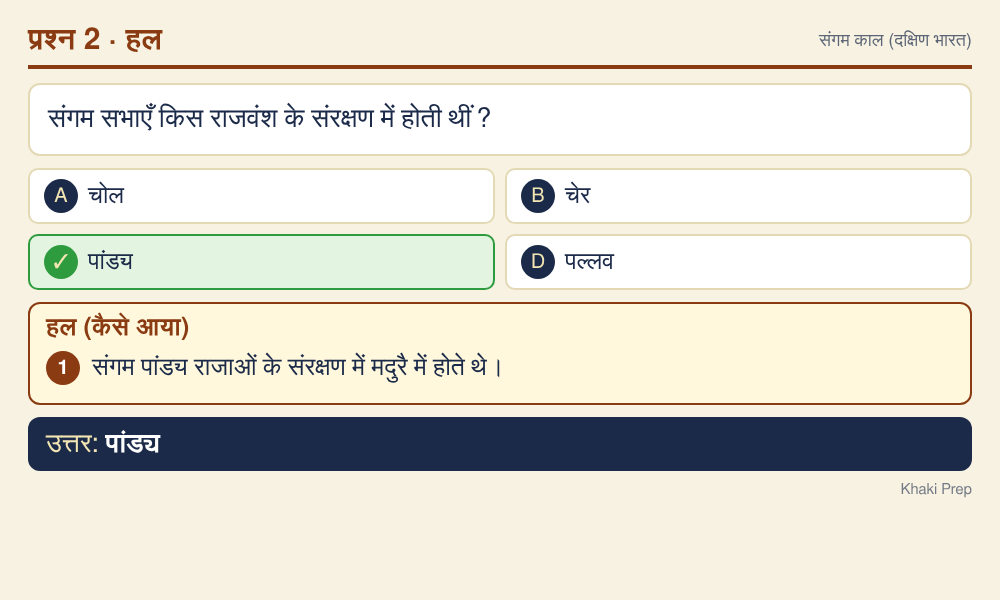 प्रश्न 2 · हल
संगम काल (दक्षिण भारत)
संगम सभाएँ किस राजवंश के संरक्षण में होती थीं ?
A चोल
B चेर
✓ पांड्य
D पल्लव
हल (कैसे आया)
1 संगम पांड्य राजाओं के संरक्षण में मदुरै में होते थे।
उत्तर: पांड्य
Khaki Prep